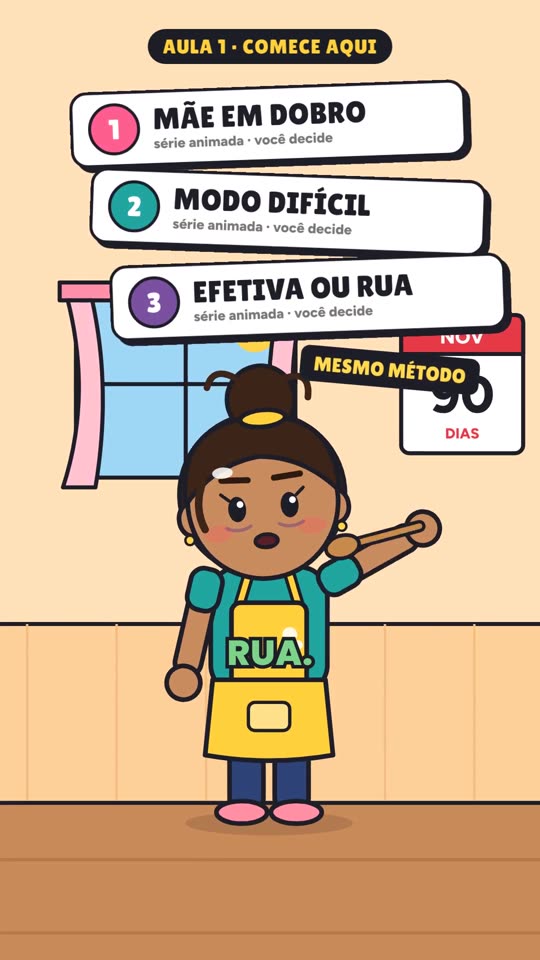 AULA 1 · COMECE AQUI
1
MÃE EM DOBRO
série animada · você decide
2
MODO DIFÍCIL
série animada · você decide
3
EFETIVA OU RUA
série animada · você decide
NOV
MESMO MÉTODO
90
DIAS
RUA.